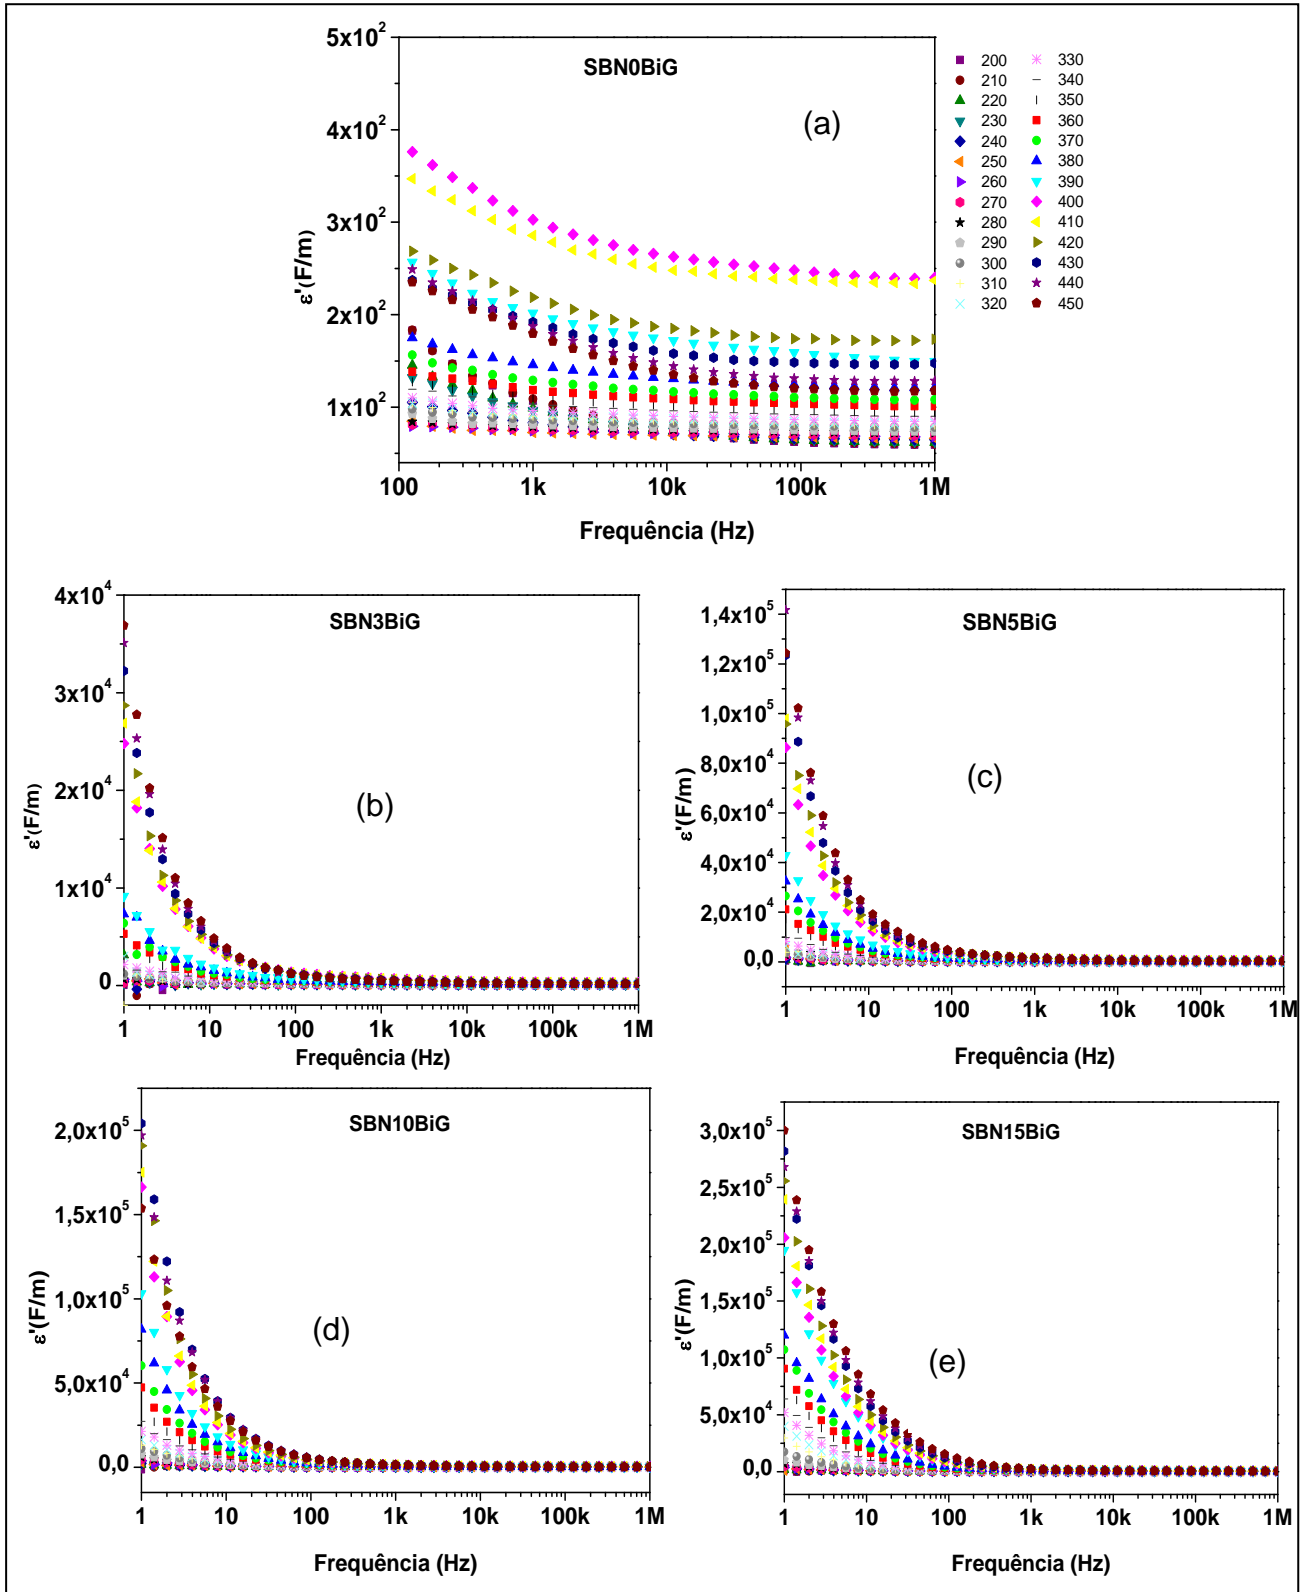 5x10²
4x10²
3x10²
2x10²
1x10²
ε'(F/m)
SBN0BiG
(a)
100 1k 10k 100k 1M
Frequência (Hz)
200 330
210 340
220 350
230 360
240 370
250 380
260 390
270 400
280 410
290 420
300 430
310 440
320 450
4x10⁴
3x10⁴
2x10⁴
1x10⁴
0
ε'(F/m)
SBN3BiG
(b)
1 10 100 1k 10k 100k 1M
Frequência (Hz)
1,4x10⁵
1,2x10⁵
1,0x10⁵
8,0x10⁴
6,0x10⁴
4,0x10⁴
2,0x10⁴
0,0
ε'(F/m)
SBN5BiG
(c)
1 10 100 1k 10k 100k 1M
Frequência (Hz)
2,0x10⁵
1,5x10⁵
1,0x10⁵
5,0x10⁴
0,0
ε'(F/m)
SBN10BiG
(d)
1 10 100 1k 10k 100k 1M
Frequência (Hz)
3,0x10⁵
2,5x10⁵
2,0x10⁵
1,5x10⁵
1,0x10⁵
5,0x10⁴
0,0
ε'(F/m)
SBN15BiG
(e)
1 10 100 1k 10k 100k 1M
Frequência (Hz)